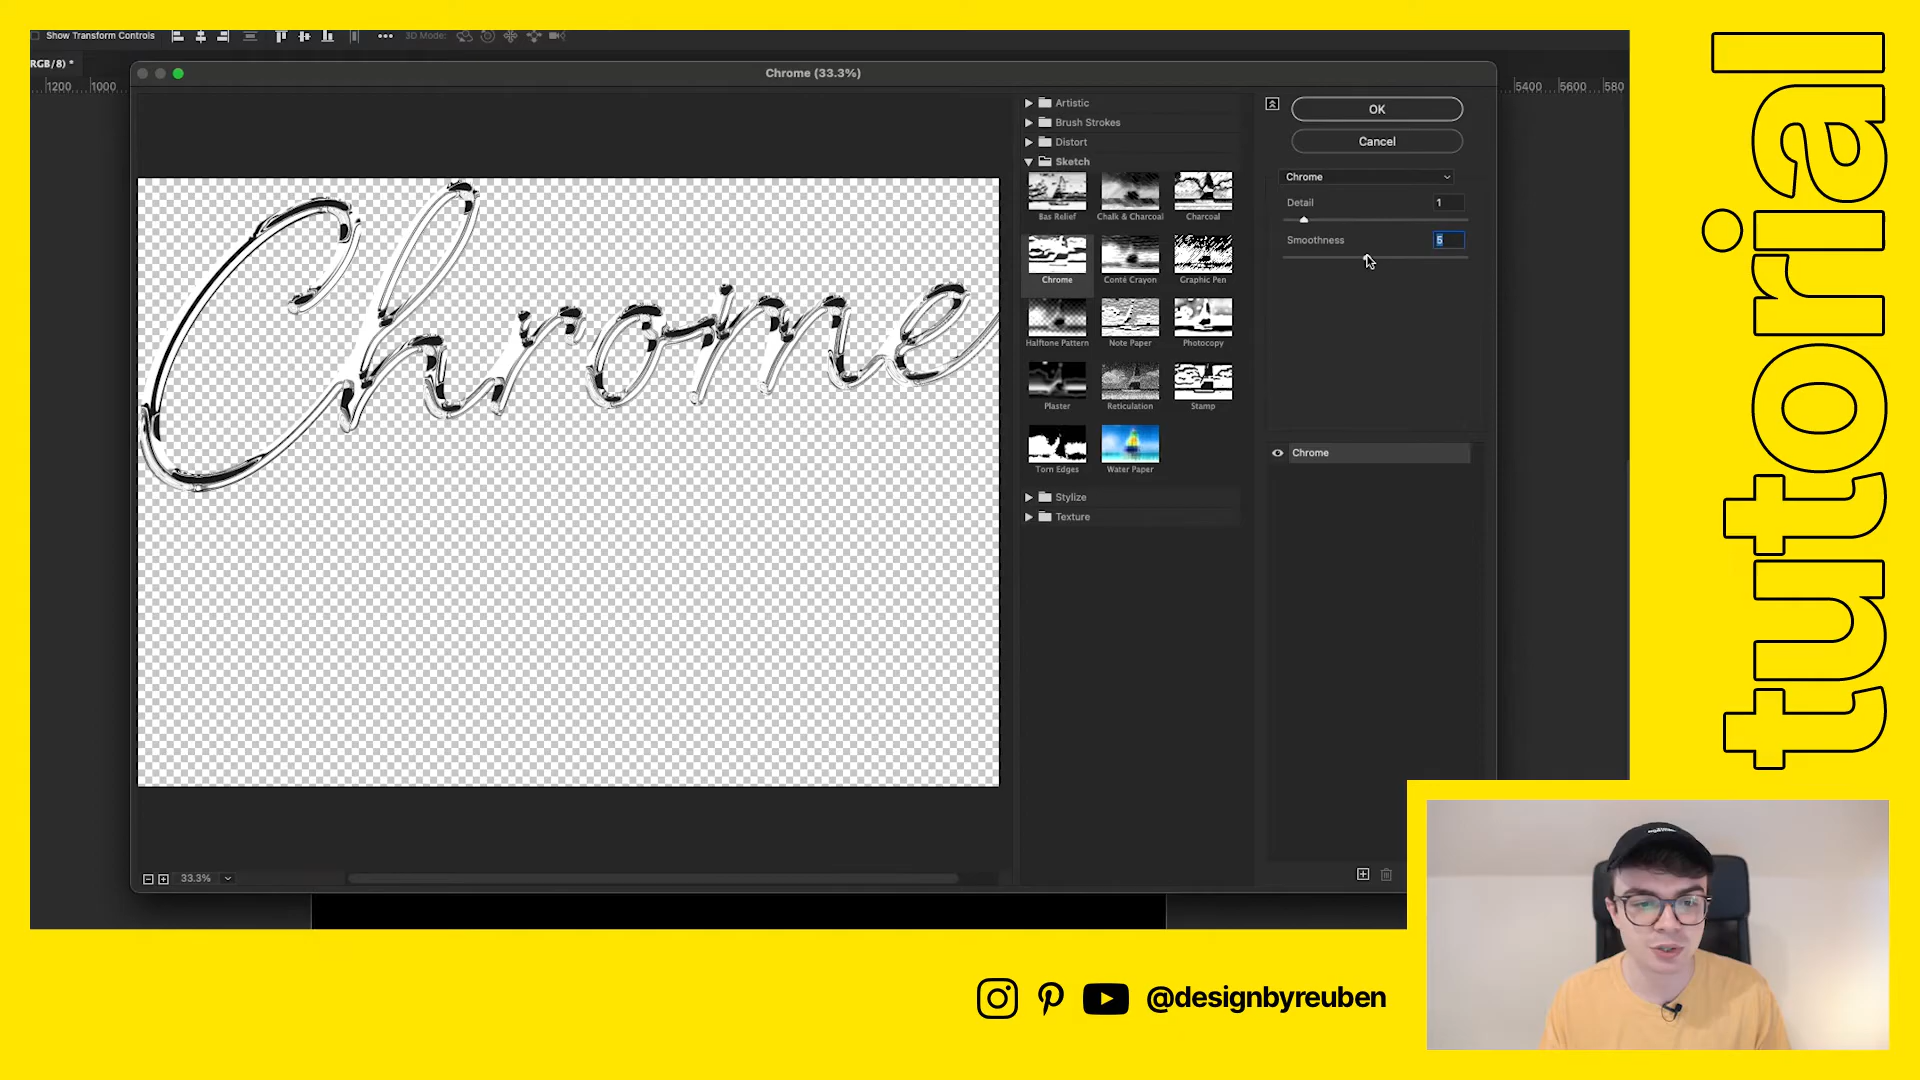 Show Transform Controls
3D Mode:
RGB/8) *
1200
1000
5400
5600
580
Chrome (33.3%)
Chrome
33.3%
Artistic
Brush Strokes
Distort
Sketch
Bas Relief
Chalk & Charcoal
Charcoal
Chrome
Conté Crayon
Graphic Pen
Halftone Pattern
Note Paper
Photocopy
Plaster
Reticulation
Stamp
Torn Edges
Water Paper
Stylize
Texture
OK
Cancel
Chrome
Detail
1
Smoothness
5
Chrome
tutorial
@designbyreuben